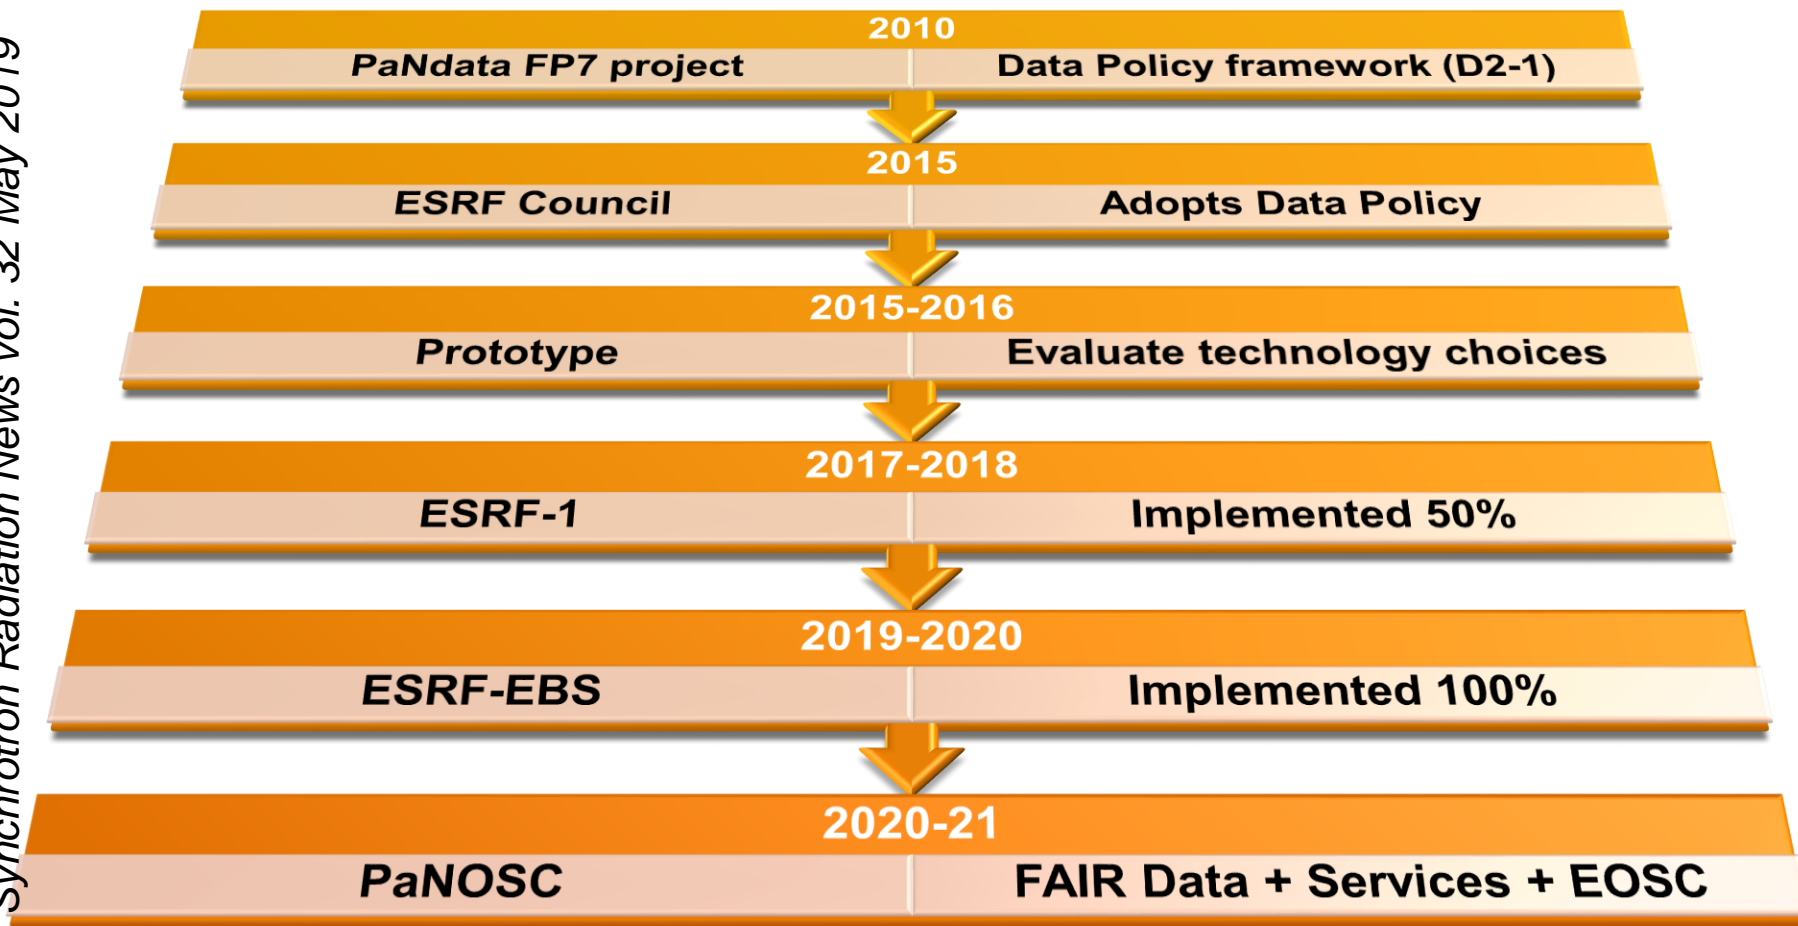 2010
PaNdata FP7 project
Data Policy framework (D2-1)
2015
ESRF Council
Adopts Data Policy
2015-2016
Prototype
Evaluate technology choices
2017-2018
ESRF-1
Implemented 50%
2019-2020
ESRF-EBS
Implemented 100%
2020-21
PaNOSC
FAIR Data + Services + EOSC
Synchrotron Radiation News vol. 32 May 2019